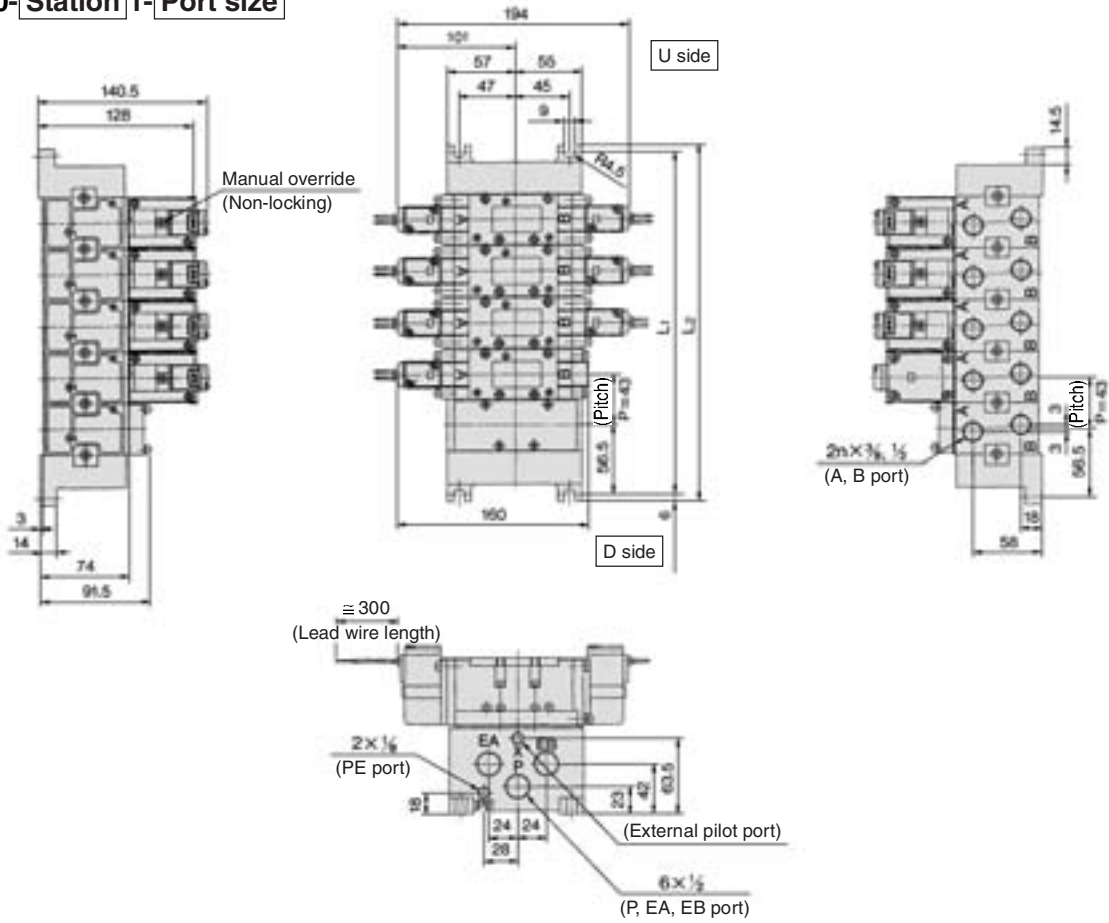 0-Station 1-Port size
194
101
U side
57 55
47 45
9
R4.5
140.5
128
Manual override
(Non-locking)
A B
A B
A B
A B
L1
L2
(Pitch)
P=43
56.5
160
6
D side
3
14
74
91.5
14.5
A
B
A
B
A
B
A
B
A
B
3
3
(Pitch)
P=43
56.5
2n×3/8, 1/2
(A, B port)
18
58
≅300
(Lead wire length)
2×1/8
(PE port)
EA X EB
P
18
23
42
63.5
24 24
28
(External pilot port)
6×1/2
(P, EA, EB port)